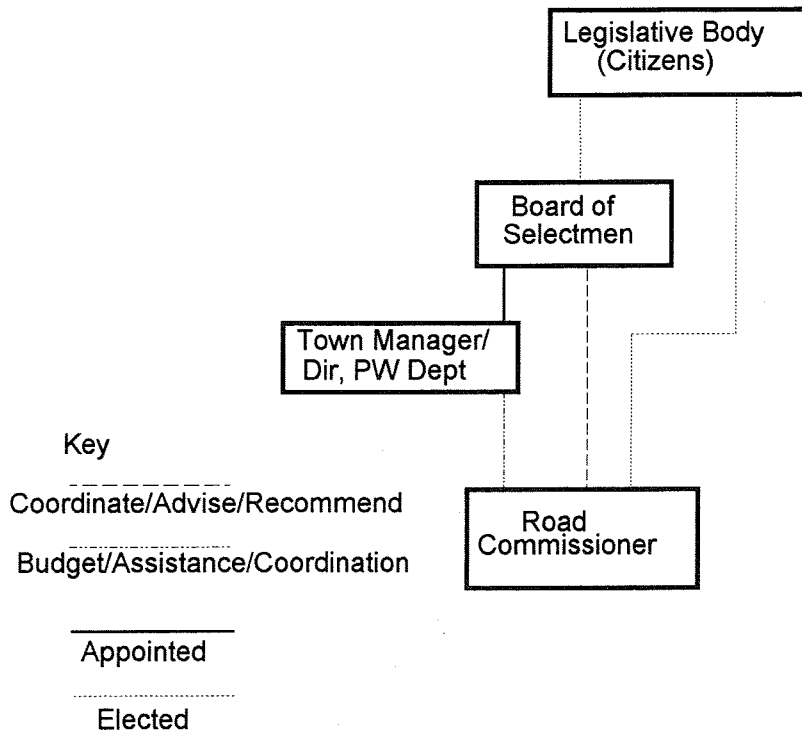 Legislative Body
(Citizens)
Board of
Selectmen
Town Manager/
Dir, PW Dept
Road
Commissioner
Key
Coordinate/Advise/Recommend
Budget/Assistance/Coordination
Appointed
Elected